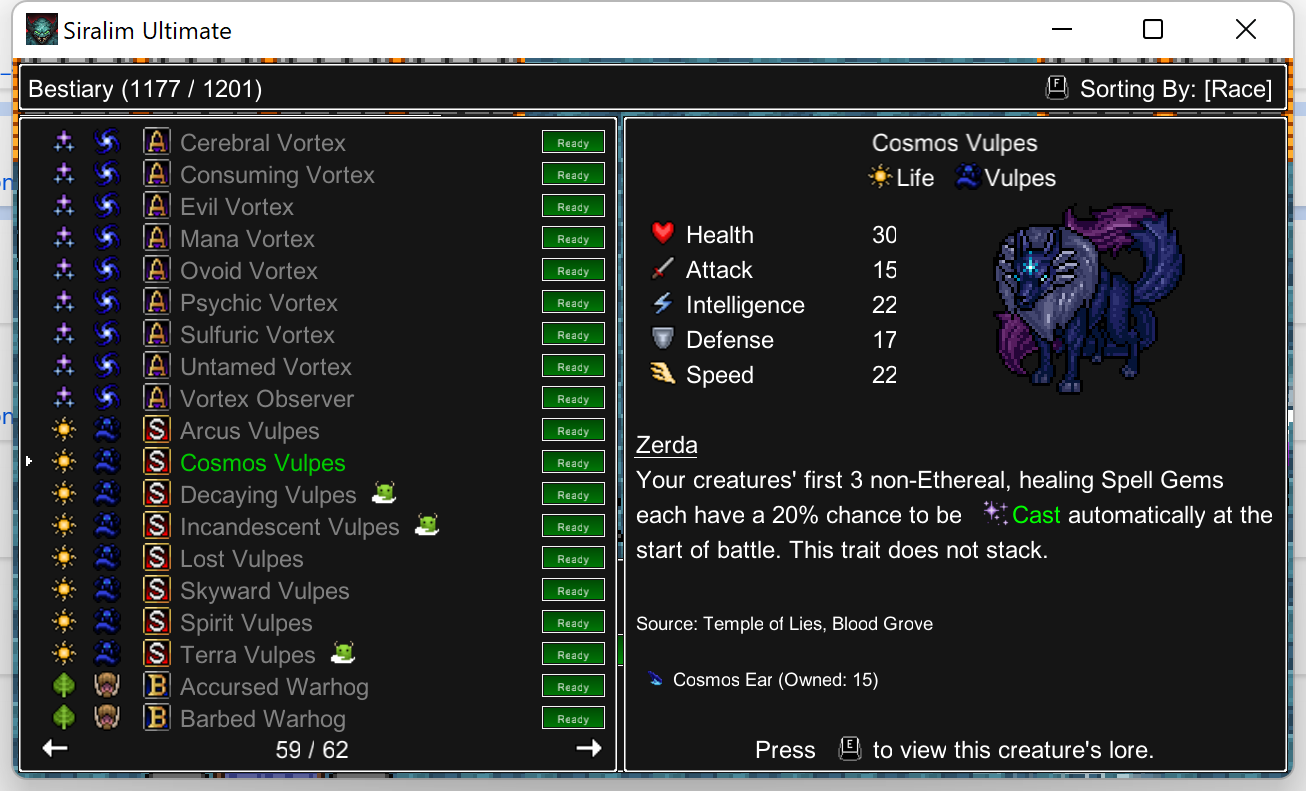 Siralim Ultimate
Bestiary (1177 / 1201)
F Sorting By: [Race]
A Cerebral Vortex Ready
A Consuming Vortex Ready
A Evil Vortex Ready
A Mana Vortex Ready
A Ovoid Vortex Ready
A Psychic Vortex Ready
A Sulfuric Vortex Ready
A Untamed Vortex Ready
A Vortex Observer Ready
S Arcus Vulpes Ready
S Cosmos Vulpes Ready
S Decaying Vulpes Ready
S Incandescent Vulpes Ready
S Lost Vulpes Ready
S Skyward Vulpes Ready
S Spirit Vulpes Ready
S Terra Vulpes Ready
B Accursed Warhog Ready
B Barbed Warhog Ready
59 / 62
Cosmos Vulpes
Life Vulpes
Health 30
Attack 15
Intelligence 22
Defense 17
Speed 22
Zerda
Your creatures' first 3 non-Ethereal, healing Spell Gems
each have a 20% chance to be Cast automatically at the
start of battle. This trait does not stack.
Source: Temple of Lies, Blood Grove
Cosmos Ear (Owned: 15)
Press E to view this creature's lore.